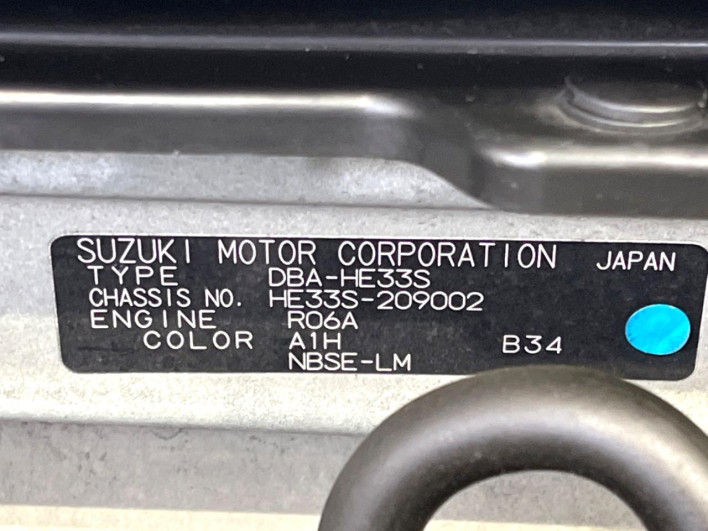 SUZUKI MOTOR CORPORATION JAPAN
TYPE DBA-HE33S
CHASSIS NO. HE33S-209002
ENGINE R06A
COLOR A1H B34
NBSE-LM